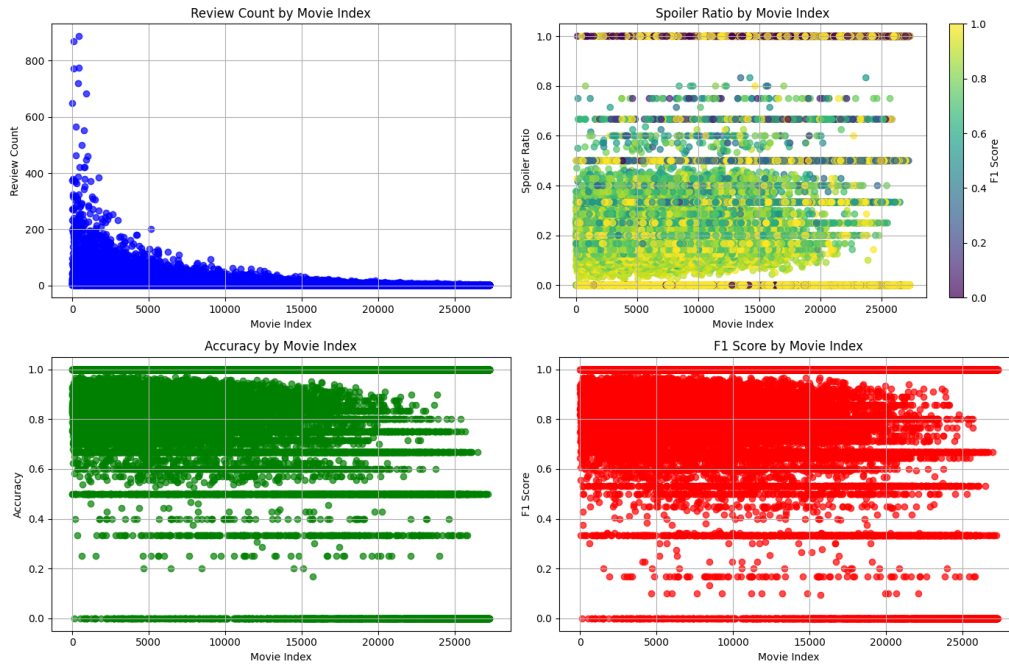 Review Count by Movie Index
800
600
400
200
0
Review Count
0 5000 10000 15000 20000 25000
Movie Index
Spoiler Ratio by Movie Index
1.0
0.8
0.6
0.4
0.2
0.0
Spoiler Ratio
0 5000 10000 15000 20000 25000
Movie Index
1.0
0.8
0.6
0.4
0.2
0.0
F1 Score
Accuracy by Movie Index
1.0
0.8
0.6
0.4
0.2
0.0
Accuracy
0 5000 10000 15000 20000 25000
Movie Index
F1 Score by Movie Index
1.0
0.8
0.6
0.4
0.2
0.0
F1 Score
0 5000 10000 15000 20000 25000
Movie Index